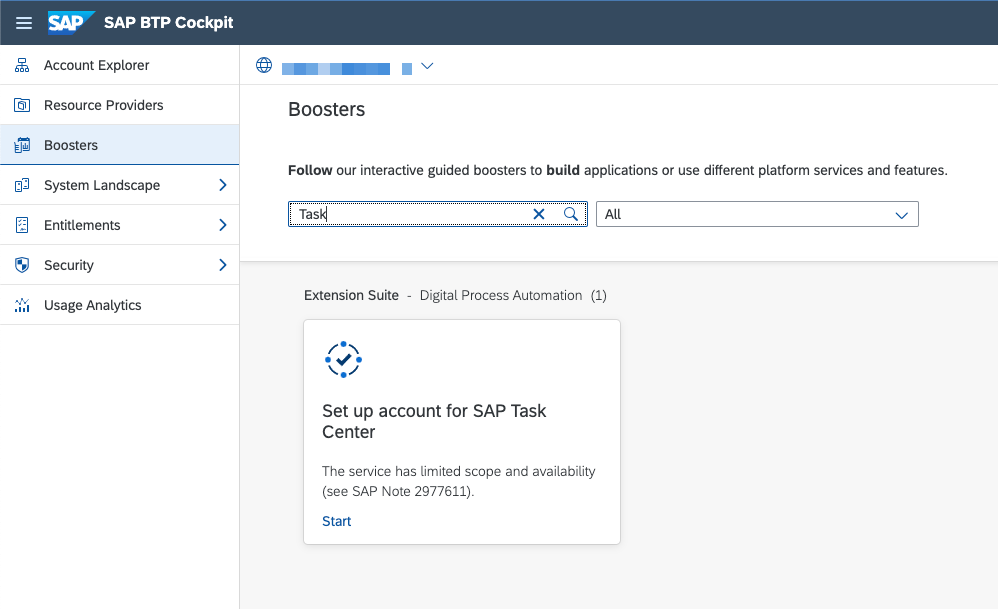 SAP SAP BTP Cockpit
Account Explorer
Resource Providers
Boosters
System Landscape
Entitlements
Security
Usage Analytics
Boosters
Follow our interactive guided boosters to build applications or use different platform services and features.
Task
All
Extension Suite - Digital Process Automation (1)
Set up account for SAP Task
Center
The service has limited scope and availability
(see SAP Note 2977611).
Start